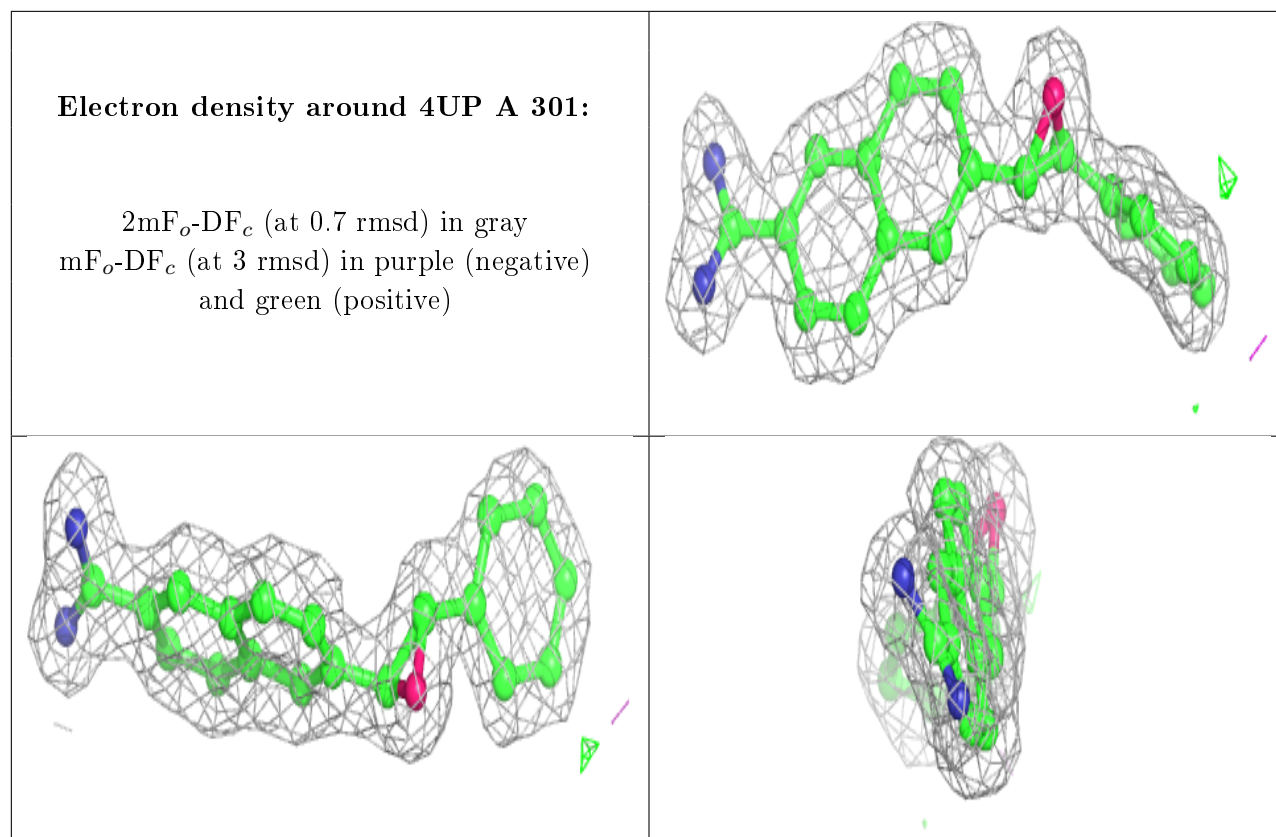 Electron density around 4UP A 301:
2mFₒ-DF𝒸 (at 0.7 rmsd) in gray
mFₒ-DF𝒸 (at 3 rmsd) in purple (negative)
and green (positive)